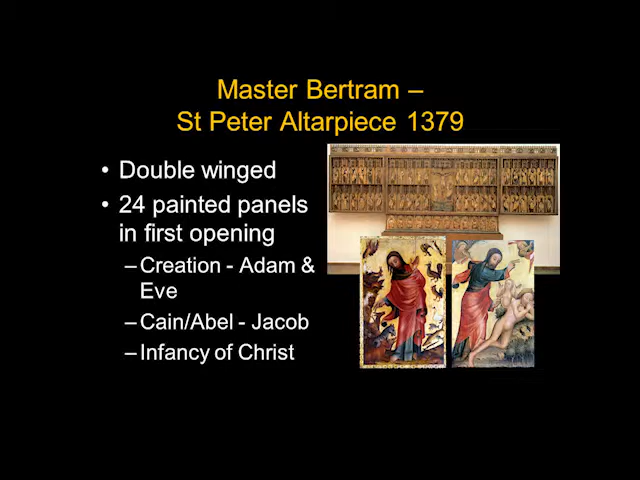 Master Bertram –
St Peter Altarpiece 1379
• Double winged
• 24 painted panels
in first opening
–Creation - Adam &
Eve
–Cain/Abel - Jacob
–Infancy of Christ